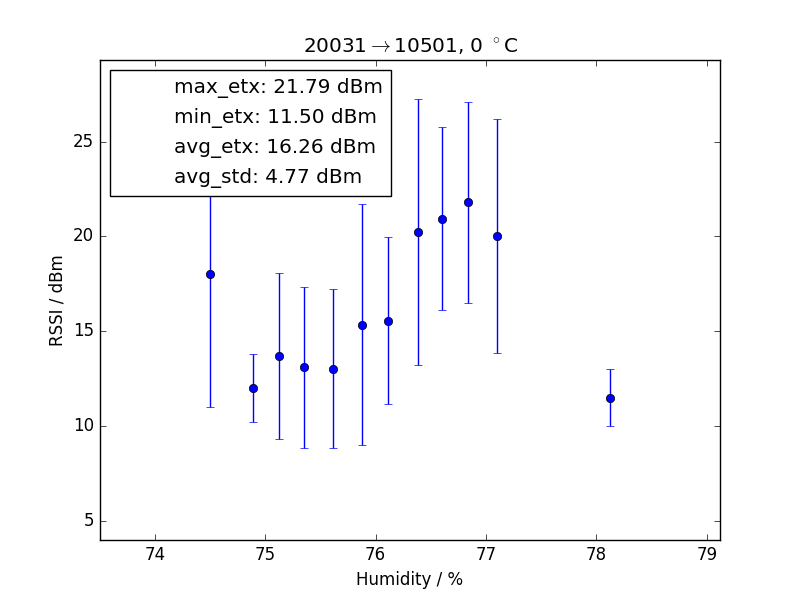 20031→10501, 0 °C
max_etx: 21.79 dBm
min_etx: 11.50 dBm
avg_etx: 16.26 dBm
avg_std: 4.77 dBm
RSSI / dBm
25
20
15
10
5
74 75 76 77 78 79
Humidity / %